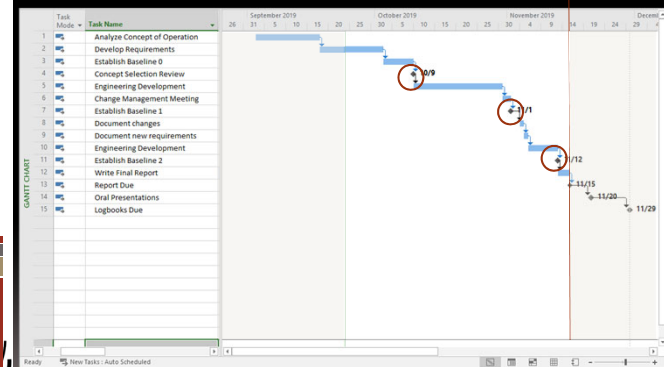 Task Mode Task Name
September 2019 October 2019 November 2019 Decem
26 31 5 10 15 20 25 30 5 10 15 20 25 30 4 9 14 19 24 29 4
1 Analyze Concept of Operation
2 Develop Requirements
3 Establish Baseline 0
4 Concept Selection Review 10/9
5 Engineering Development
6 Change Management Meeting
7 Establish Baseline 1 11/1
8 Document changes
9 Document new requirements
10 Engineering Development
11 Establish Baseline 2 11/12
12 Write Final Report
13 Report Due 11/15
14 Oral Presentations 11/20
15 Logbooks Due 11/29
GANTT CHART
Ready New Tasks : Auto Scheduled